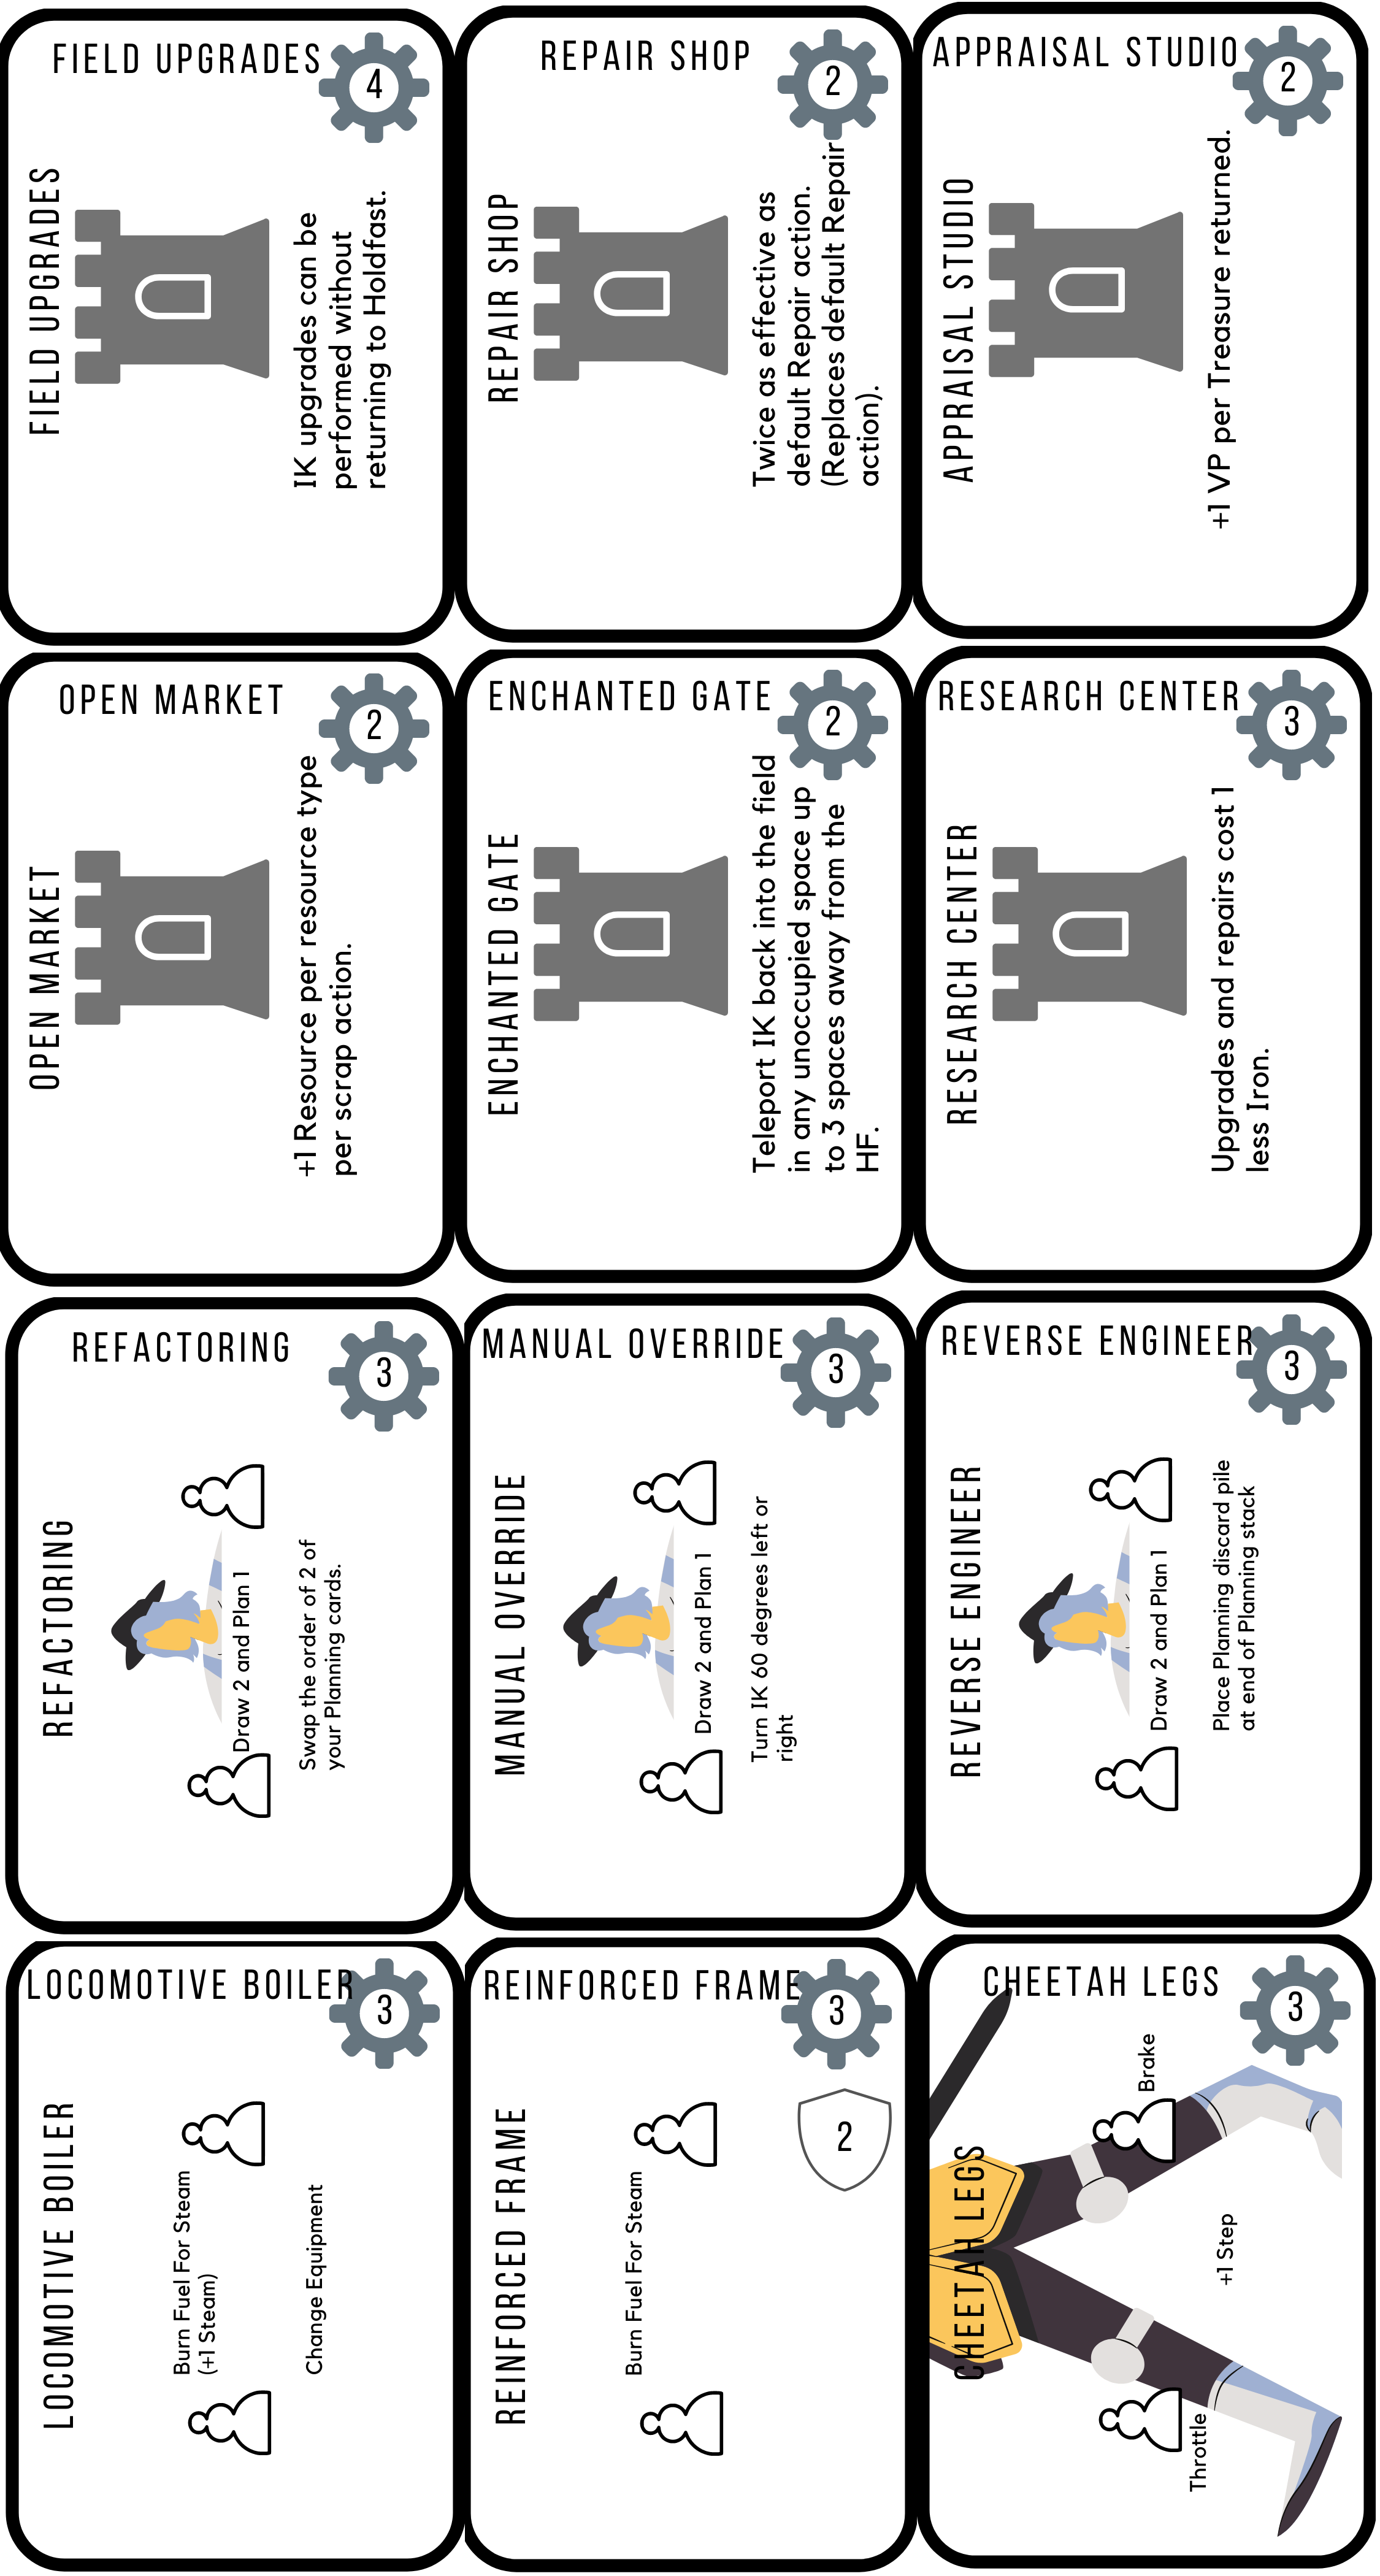 FIELD UPGRADES
4
FIELD UPGRADES
IK upgrades can be
performed without
returning to Holdfast.
REPAIR SHOP
2
REPAIR SHOP
Twice as effective as
default Repair action.
(Replaces default Repair
action).
APPRAISAL STUDIO
2
APPRAISAL STUDIO
+1 VP per Treasure returned.
OPEN MARKET
2
OPEN MARKET
+1 Resource per resource type
per scrap action.
ENCHANTED GATE
2
ENCHANTED GATE
Teleport IK back into the field
in any unoccupied space up
to 3 spaces away from the
HF.
RESEARCH CENTER
3
RESEARCH CENTER
Upgrades and repairs cost 1
less Iron.
REFACTORING
3
REFACTORING
Draw 2 and Plan 1
Swap the order of 2 of
your Planning cards.
MANUAL OVERRIDE
3
MANUAL OVERRIDE
Draw 2 and Plan 1
Turn IK 60 degrees left or
right
REVERSE ENGINEER
3
REVERSE ENGINEER
Draw 2 and Plan 1
Place Planning discard pile
at end of Planning stack
LOCOMOTIVE BOILER
3
LOCOMOTIVE BOILER
Burn Fuel For Steam
(+1 Steam)
Change Equipment
REINFORCED FRAME
3
REINFORCED FRAME
Burn Fuel For Steam
2
CHEETAH LEGS
3
CHEETAH LEGS
Brake
+1 Step
Throttle